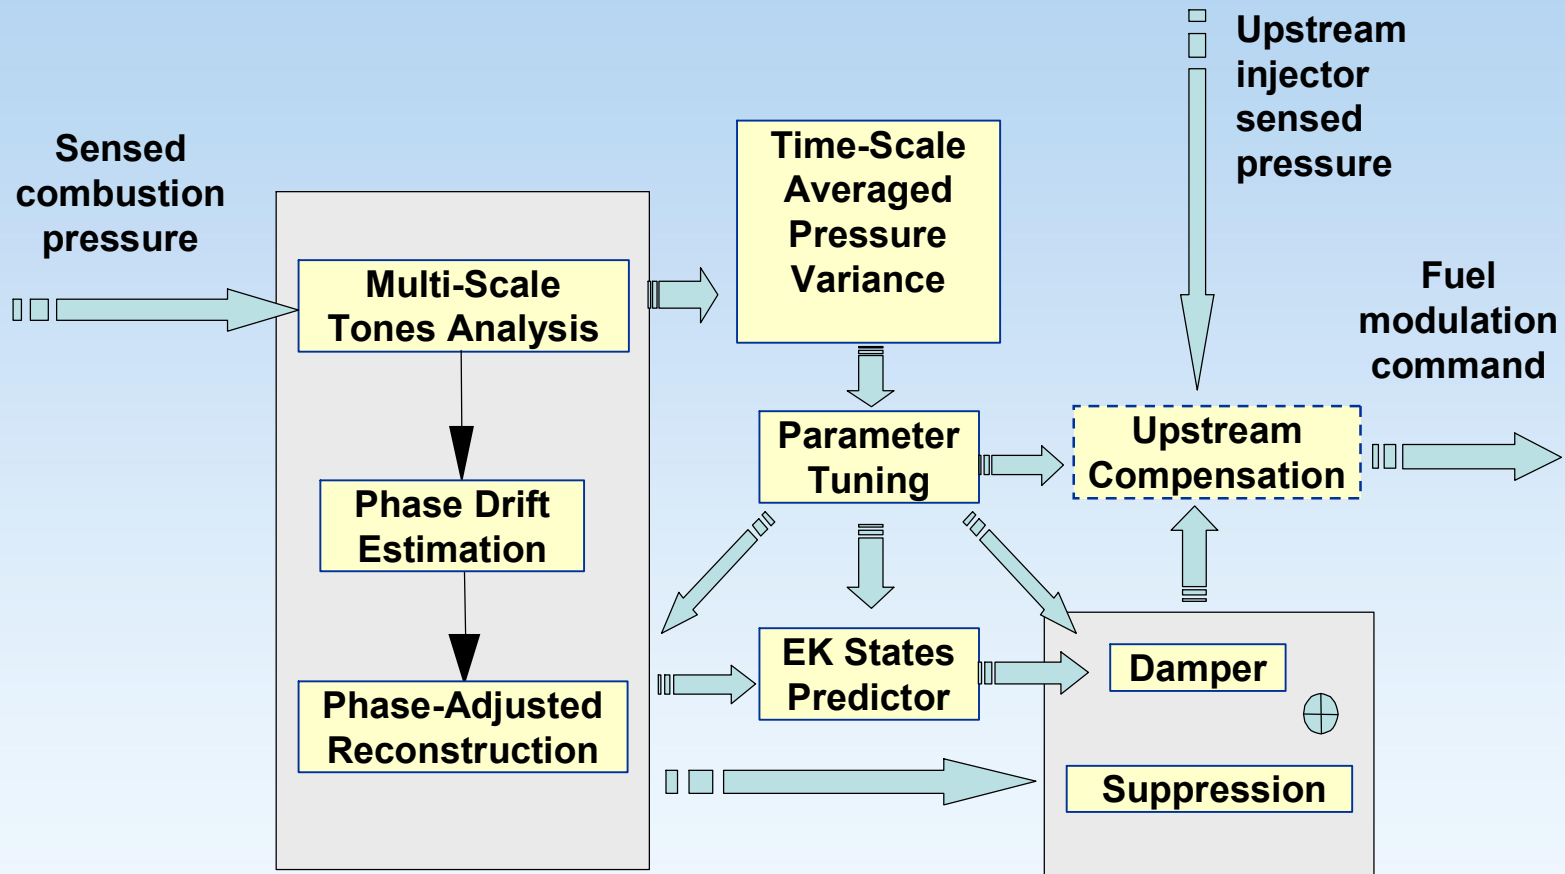 Sensed
combustion
pressure
Multi-Scale
Tones Analysis
Phase Drift
Estimation
Phase-Adjusted
Reconstruction
Time-Scale
Averaged
Pressure
Variance
Parameter
Tuning
EK States
Predictor
Upstream
injector
sensed
pressure
Upstream
Compensation
Damper
Suppression
Fuel
modulation
command